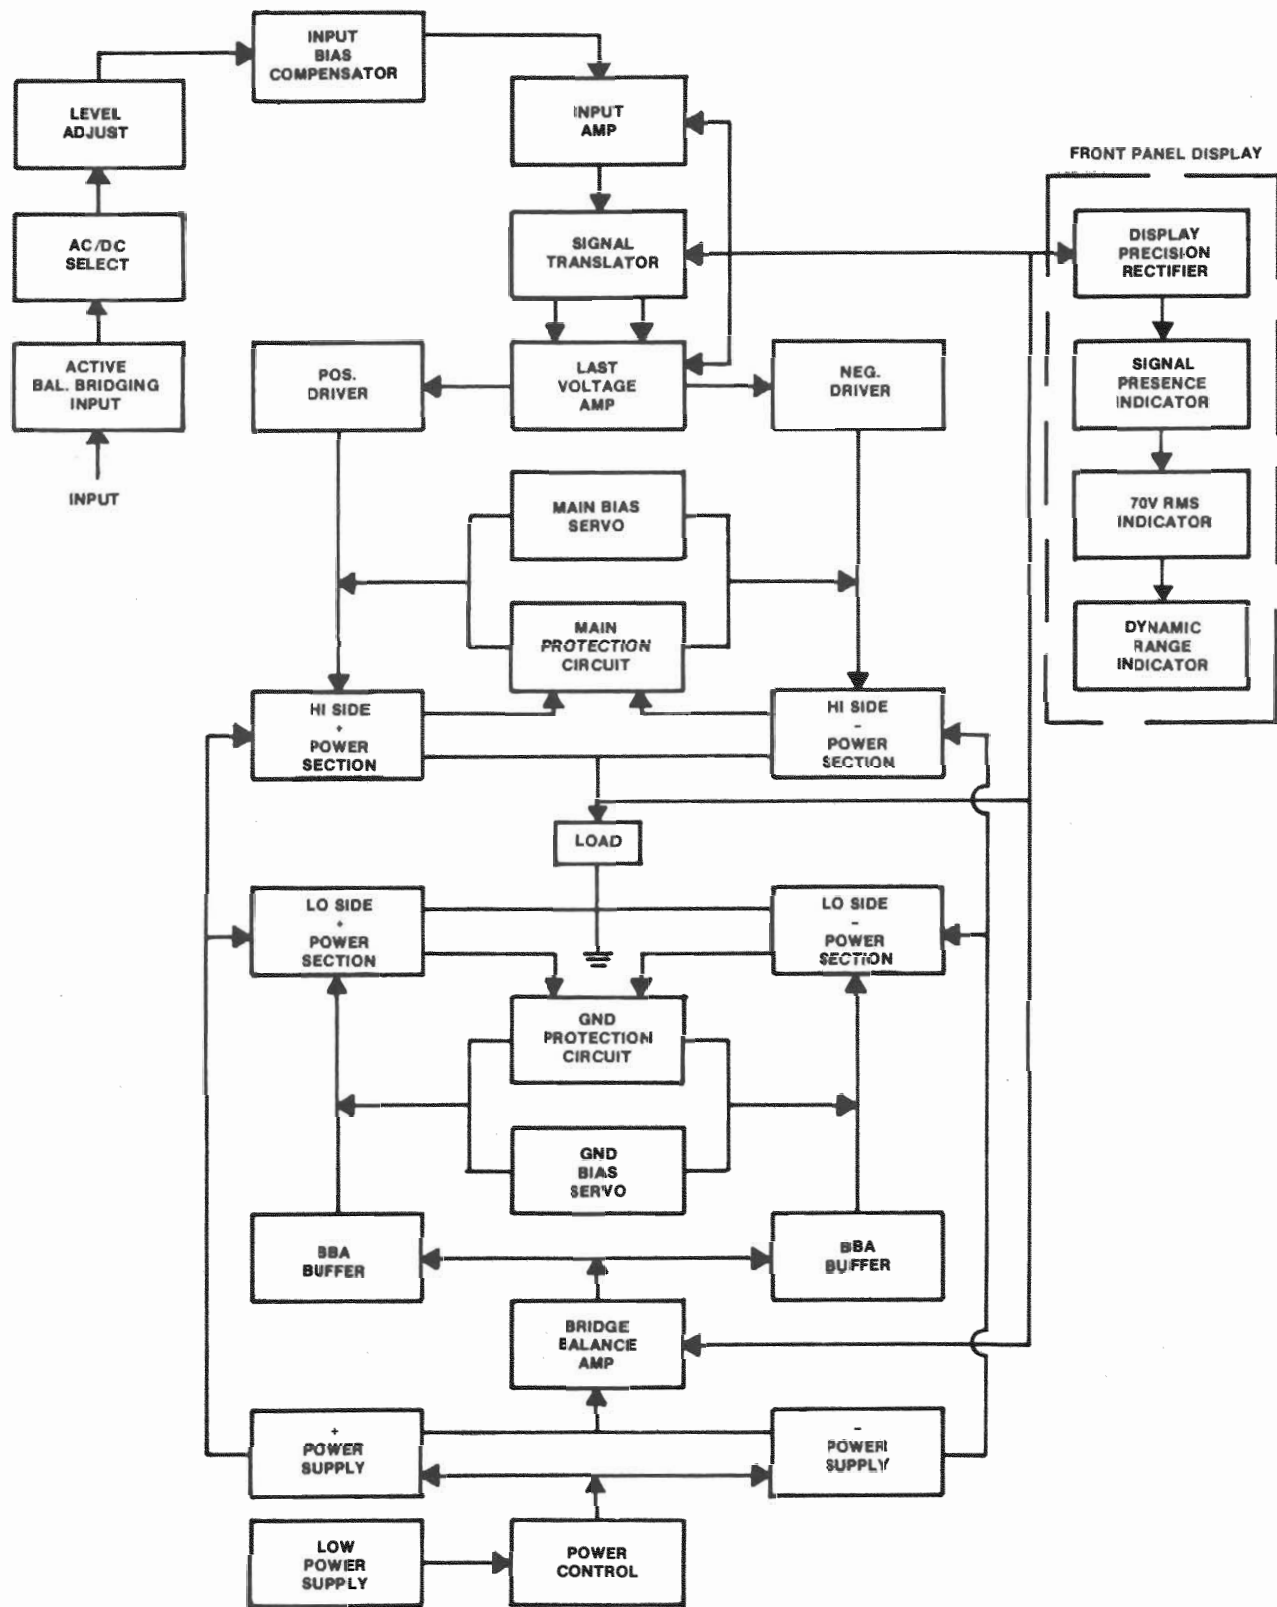 INPUT
BIAS
COMPENSATOR
LEVEL
ADJUST
INPUT
AMP
FRONT PANEL DISPLAY
AC/DC
SELECT
SIGNAL
TRANSLATOR
DISPLAY
PRECISION
RECTIFIER
ACTIVE
BAL. BRIDGING
INPUT
POS.
DRIVER
LAST
VOLTAGE
AMP
NEG.
DRIVER
SIGNAL
PRESENCE
INDICATOR
INPUT
MAIN BIAS
SERVO
70V RMS
INDICATOR
MAIN
PROTECTION
CIRCUIT
DYNAMIC
RANGE
INDICATOR
HI SIDE
+
POWER
SECTION
HI SIDE
–
POWER
SECTION
LOAD
LO SIDE
+
POWER
SECTION
LO SIDE
–
POWER
SECTION
GND
PROTECTION
CIRCUIT
GND
BIAS
SERVO
BBA
BUFFER
BBA
BUFFER
BRIDGE
BALANCE
AMP
+
POWER
SUPPLY
–
POWER
SUPPLY
LOW
POWER
SUPPLY
POWER
CONTROL